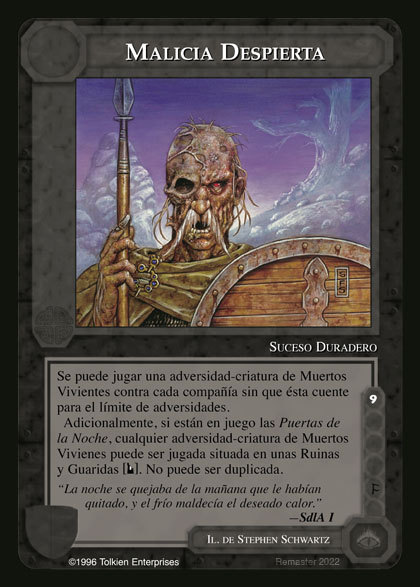 Malicia Despierta
Suceso Duradero
Se puede jugar una adversidad-criatura de Muertos
Vivientes contra cada compañía sin que ésta cuente
para el límite de adversidades.
Adicionalmente, si están en juego las Puertas de
la Noche, cualquier adversidad-criatura de Muertos
Vivienes puede ser jugada situada en unas Ruinas
y Guaridas []. No puede ser duplicada.
“La noche se quejaba de la mañana que le habían
quitado, y el frío maldecía el deseado calor.”
—SdlA I
9
Il. de Stephen Schwartz
©1996 Tolkien Enterprises
Remaster 2022